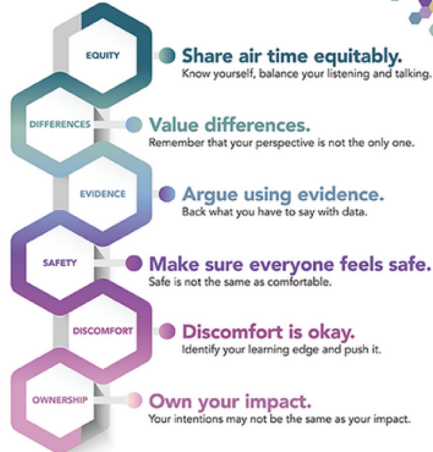 EQUITY
Share air time equitably.
Know yourself, balance your listening and talking.
DIFFERENCES
Value differences.
Remember that your perspective is not the only one.
EVIDENCE
Argue using evidence.
Back what you have to say with data.
SAFETY
Make sure everyone feels safe.
Safe is not the same as comfortable.
DISCOMFORT
Discomfort is okay.
Identify your learning edge and push it.
OWNERSHIP
Own your impact.
Your intentions may not be the same as your impact.